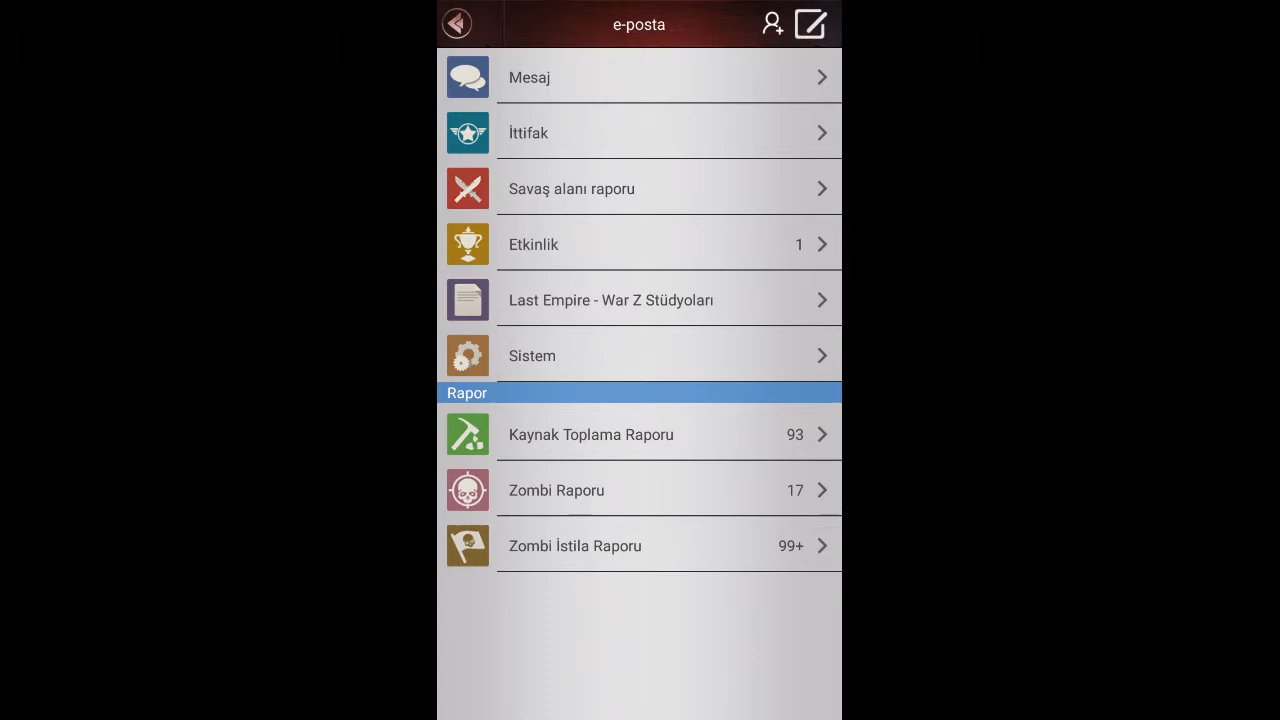 e-posta
Mesaj
İttifak
Savaş alanı raporu
Etkinlik 1
Last Empire - War Z Stüdyoları
Sistem
Rapor
Kaynak Toplama Raporu 93
Zombi Raporu 17
Zombi İstila Raporu 99+